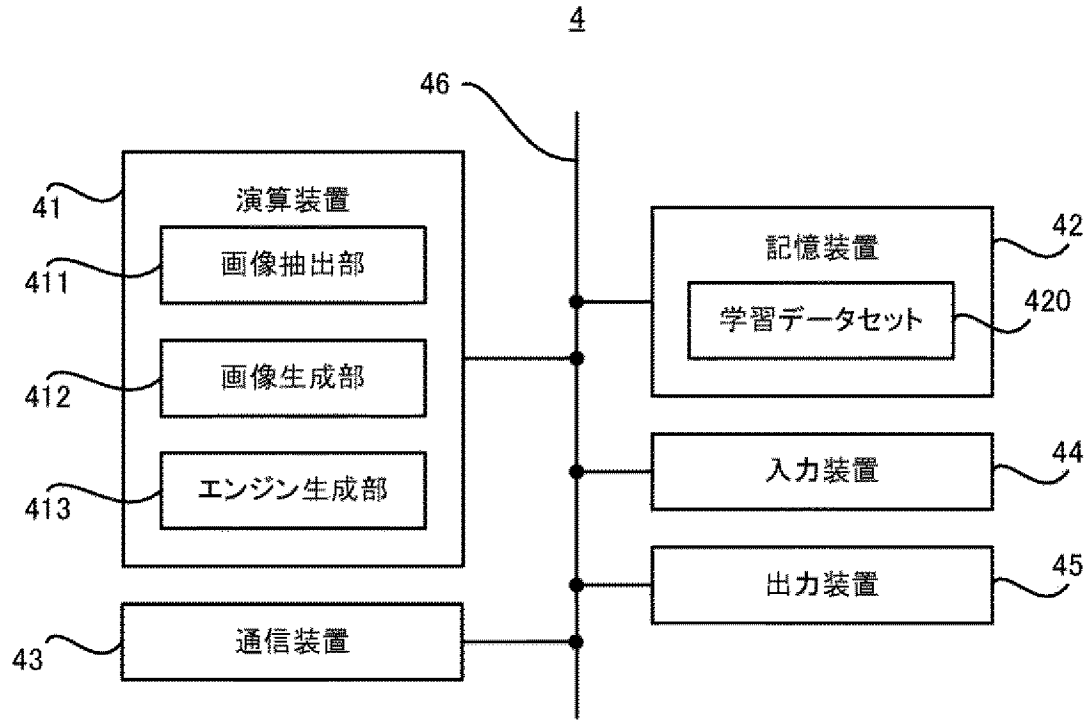 4
46
41
演算装置
411
画像抽出部
412
画像生成部
413
エンジン生成部
43
通信装置
42
記憶装置
学習データセット
420
44
入力装置
45
出力装置